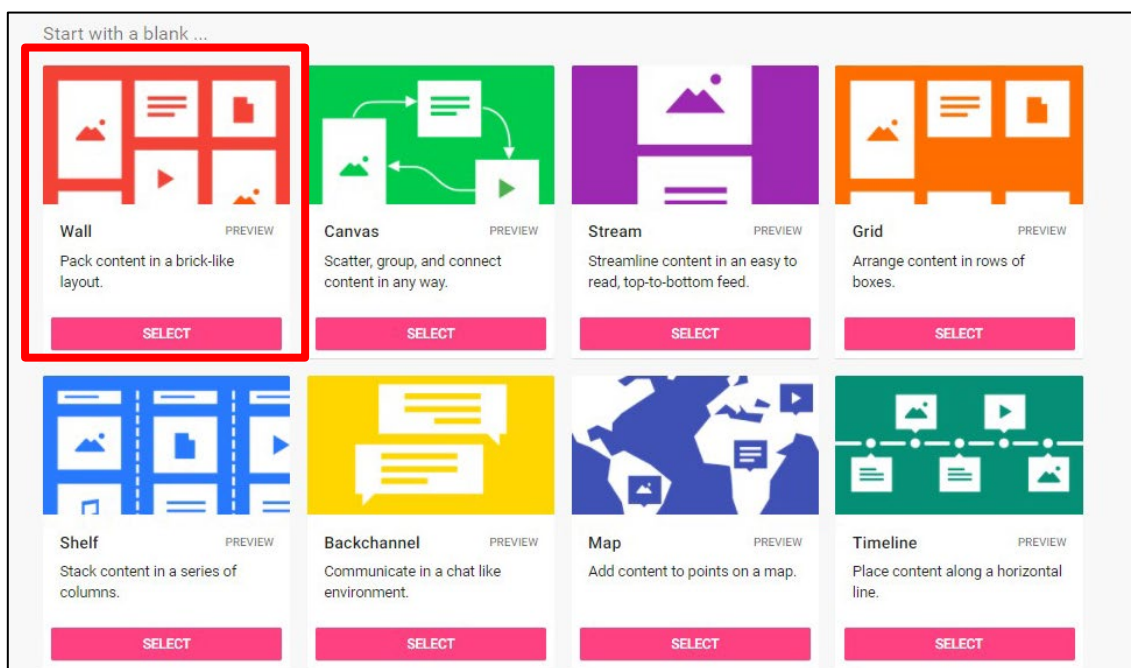 Start with a blank ...
Wall PREVIEW
Pack content in a brick-like
layout.
SELECT
Canvas PREVIEW
Scatter, group, and connect
content in any way.
SELECT
Stream PREVIEW
Streamline content in an easy to
read, top-to-bottom feed.
SELECT
Grid PREVIEW
Arrange content in rows of
boxes.
SELECT
Shelf PREVIEW
Stack content in a series of
columns.
SELECT
Backchannel PREVIEW
Communicate in a chat like
environment.
SELECT
Map PREVIEW
Add content to points on a map.
SELECT
Timeline PREVIEW
Place content along a horizontal
line.
SELECT